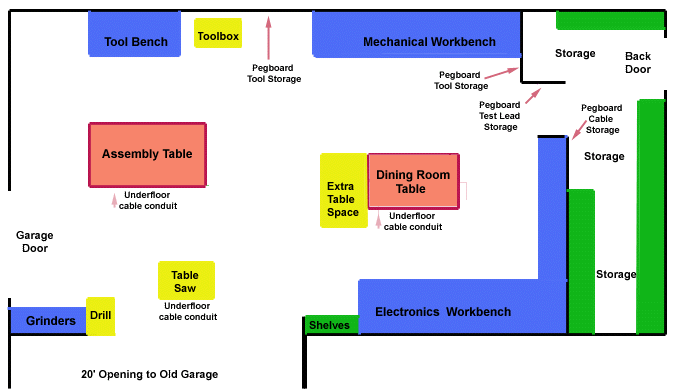 Tool Bench
Toolbox
Mechanical Workbench
Storage
Back
Door
Pegboard
Tool Storage
Pegboard
Tool Storage
Pegboard
Test Lead
Storage
Pegboard
Cable
Storage
Storage
Assembly Table
Underfloor
cable conduit
Extra
Table
Space
Dining Room
Table
Underfloor
cable conduit
Garage
Door
Table
Saw
Underfloor
cable conduit
Storage
Grinders
Drill
Shelves
Electronics Workbench
20' Opening to Old Garage